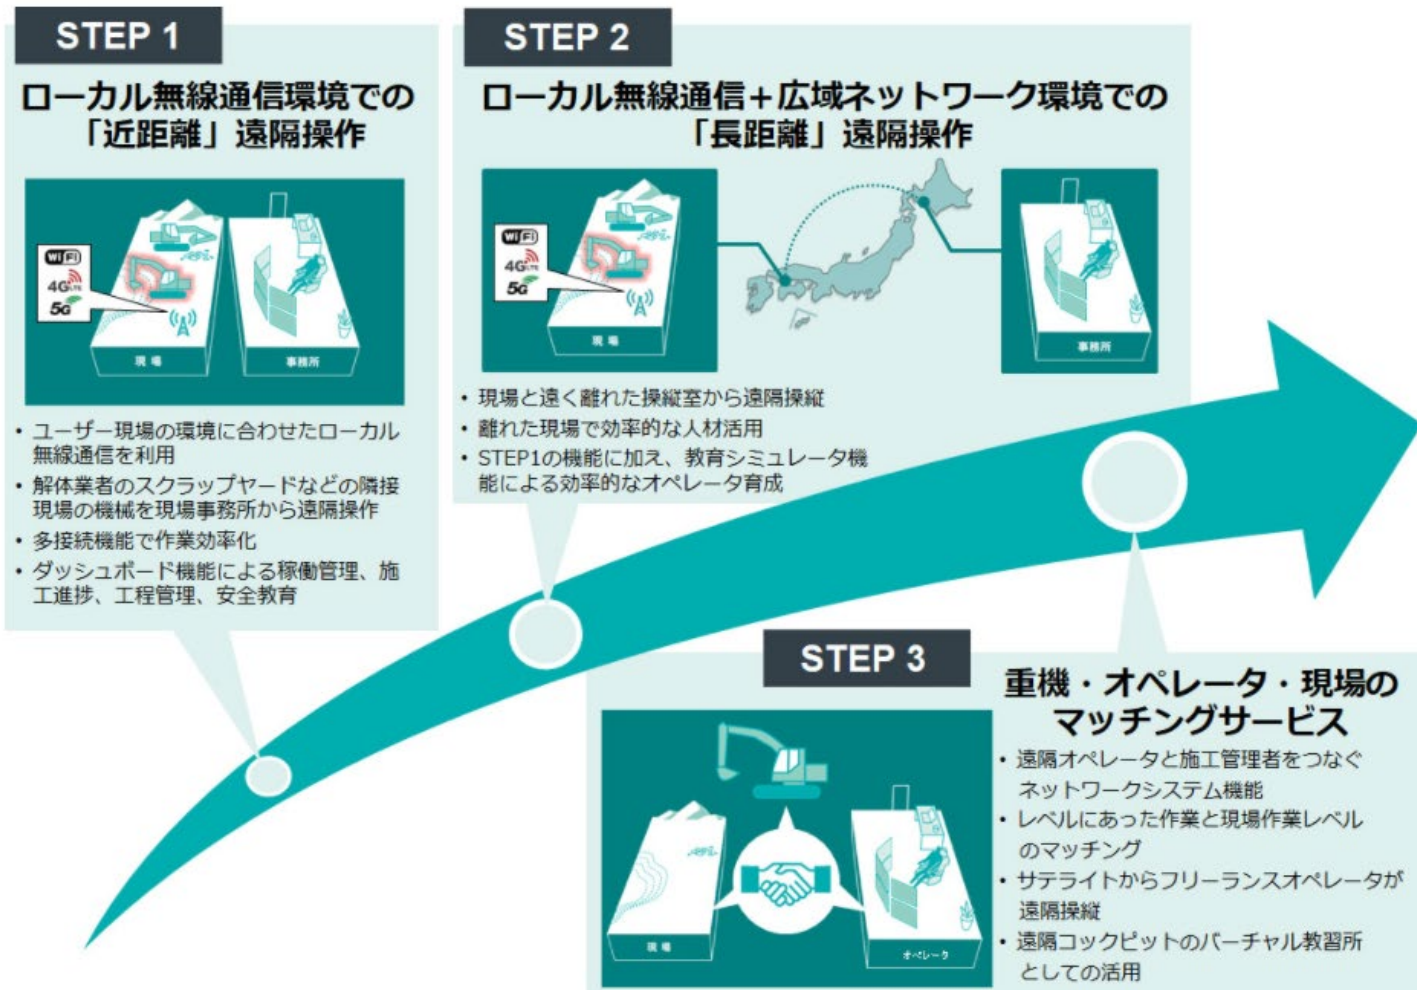 STEP 1
ローカル無線通信環境での
「近距離」遠隔操作
WiFi
4G LTE
5G
現場
事務所
・ユーザー現場の環境に合わせたローカル
無線通信を利用
・解体業者のスクラップヤードなどの隣接
現場の機械を現場事務所から遠隔操作
・多接続機能で作業効率化
・ダッシュボード機能による稼働管理、施
工進捗、工程管理、安全教育
STEP 2
ローカル無線通信+広域ネットワーク環境での
「長距離」遠隔操作
WiFi
4G LTE
5G
現場
事務所
・現場と遠く離れた操縦室から遠隔操縦
・離れた現場で効率的な人材活用
・STEP1の機能に加え、教育シミュレータ機
能による効率的なオペレータ育成
STEP 3
重機・オペレータ・現場の
マッチングサービス
現場
オペレータ
・遠隔オペレータと施工管理者をつなぐ
ネットワークシステム機能
・レベルにあった作業と現場作業レベル
のマッチング
・サテライトからフリーランスオペレータが
遠隔操縦
・遠隔コックピットのバーチャル教習所
としての活用